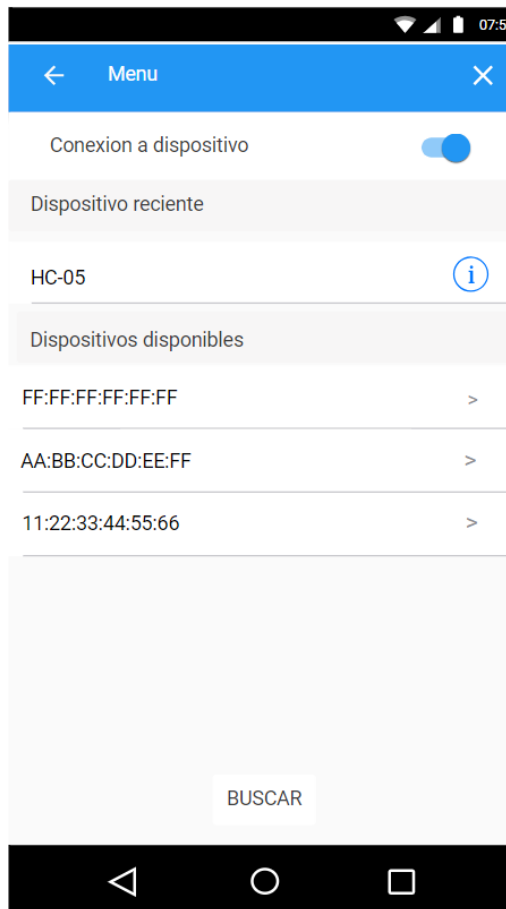 07:5
Menu
Conexion a dispositivo
Dispositivo reciente
HC-05
i
Dispositivos disponibles
FF:FF:FF:FF:FF:FF
>
AA:BB:CC:DD:EE:FF
>
11:22:33:44:55:66
>
BUSCAR